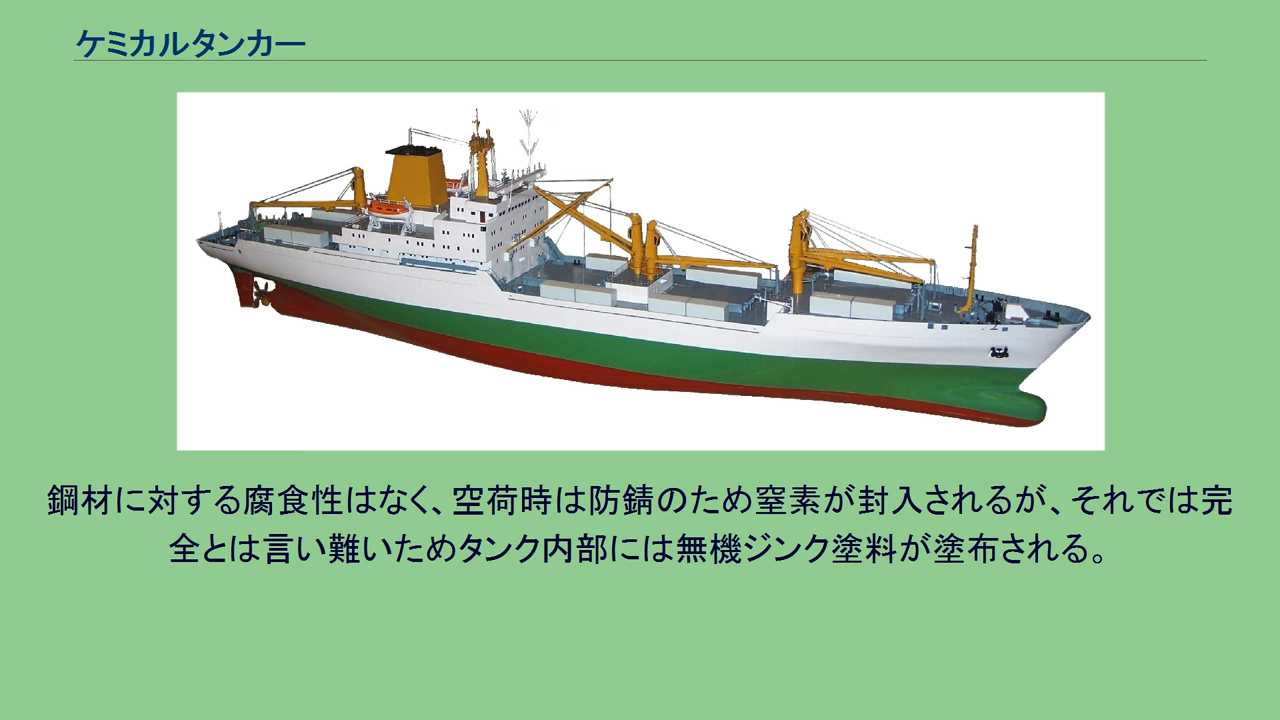 ケミカルタンカー
鋼材に対する腐食性はなく、空荷時は防錆のため窒素が封入されるが、それでは完
全とは言い難いためタンク内部には無機ジンク塗料が塗布される。